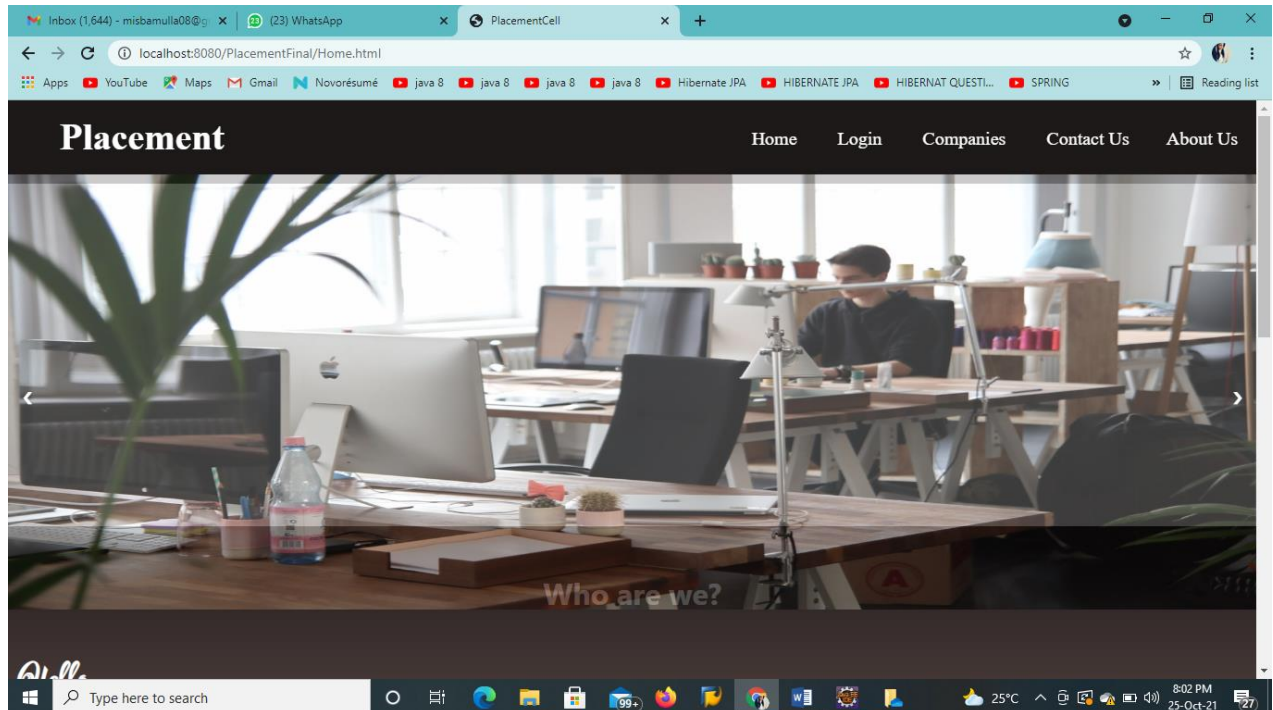 Inbox (1,644) - misbamulla08@g
(23) WhatsApp
PlacementCell
localhost:8080/PlacementFinal/Home.html
Apps YouTube Maps Gmail Novorésumé java 8 java 8 java 8 java 8 Hibernate JPA HIBERNATE JPA HIBERNAT QUESTI... SPRING » Reading list
Placement Home Login Companies Contact Us About Us
Who are we?
Hello
Type here to search
99+
25°C
8:02 PM
25-Oct-21
27